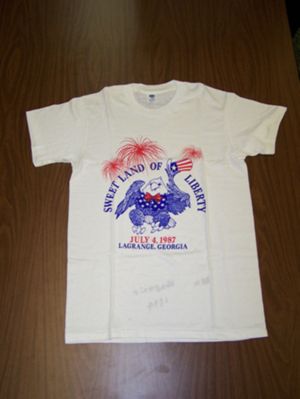 SWEET LAND OF LIBERTY
JULY 4, 1987
LAGRANGE, GEORGIA